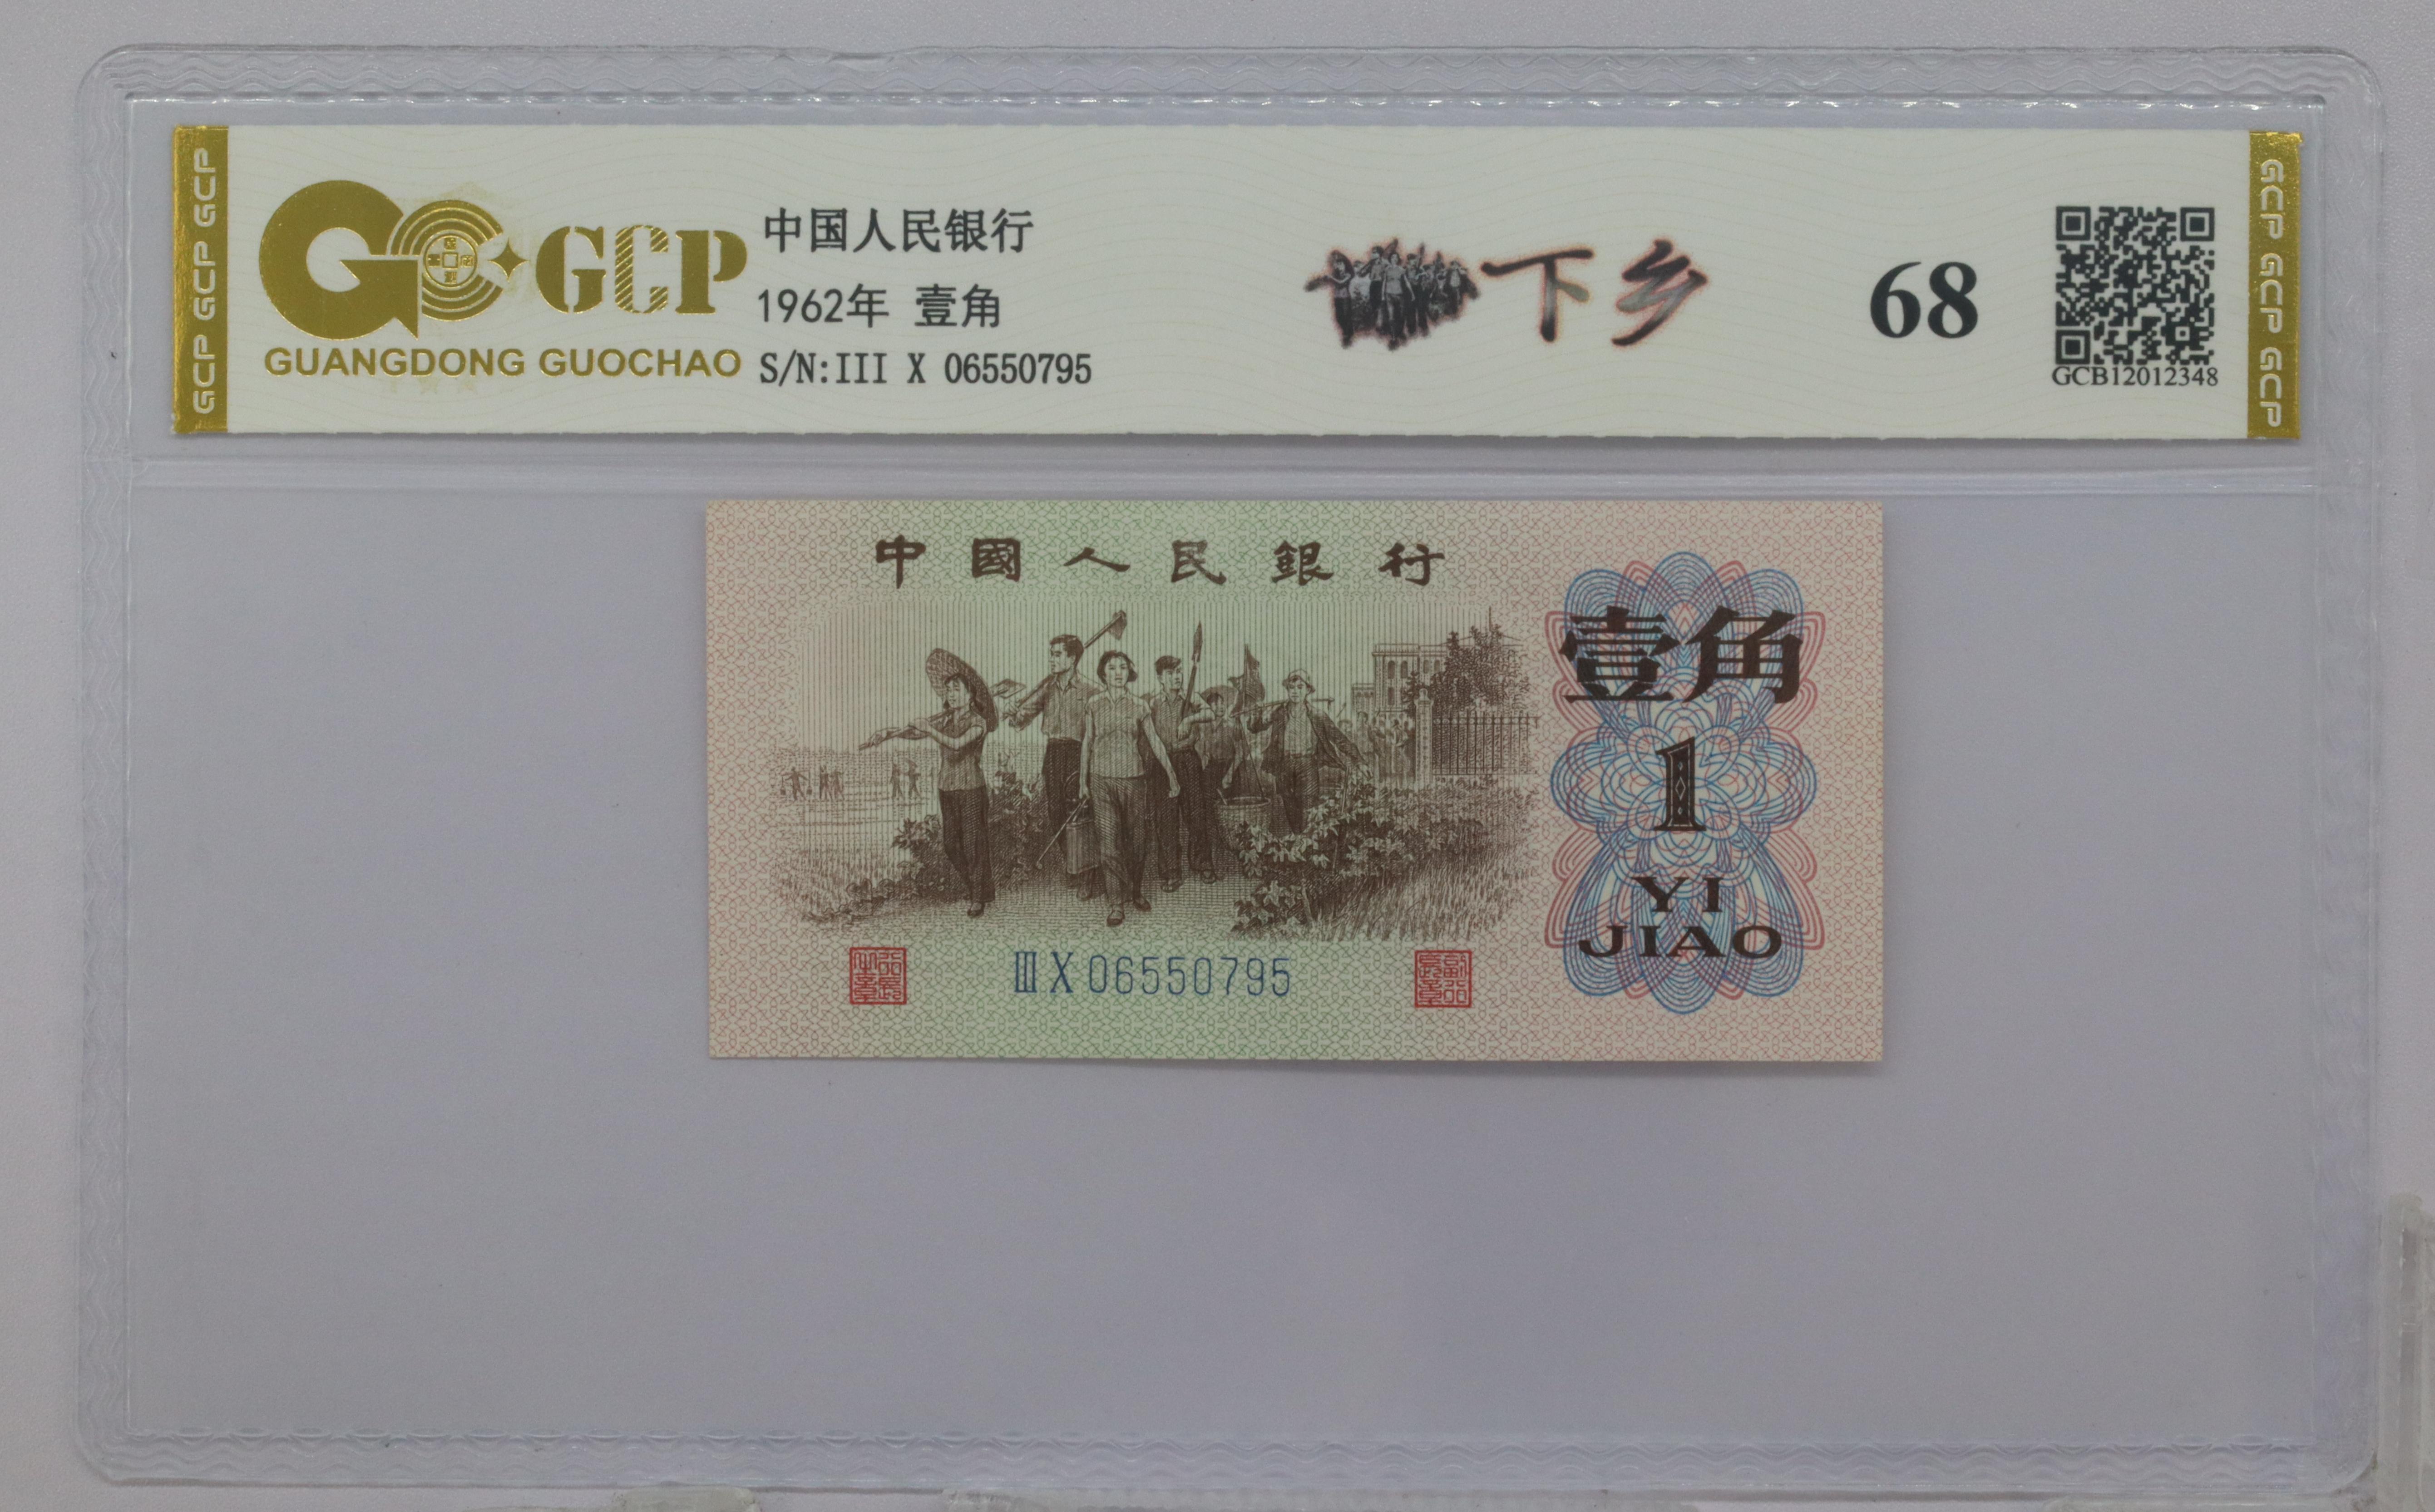 GCP GCP GCP
GCP
GUANGDONG GUOCHAO
中国人民银行
1962年 壹角
S/N:III X 06550795
下乡
68
GCB12012348
GCP GCP GCP
中國人民銀行
壹角
1
YI
JIAO
III X 06550795